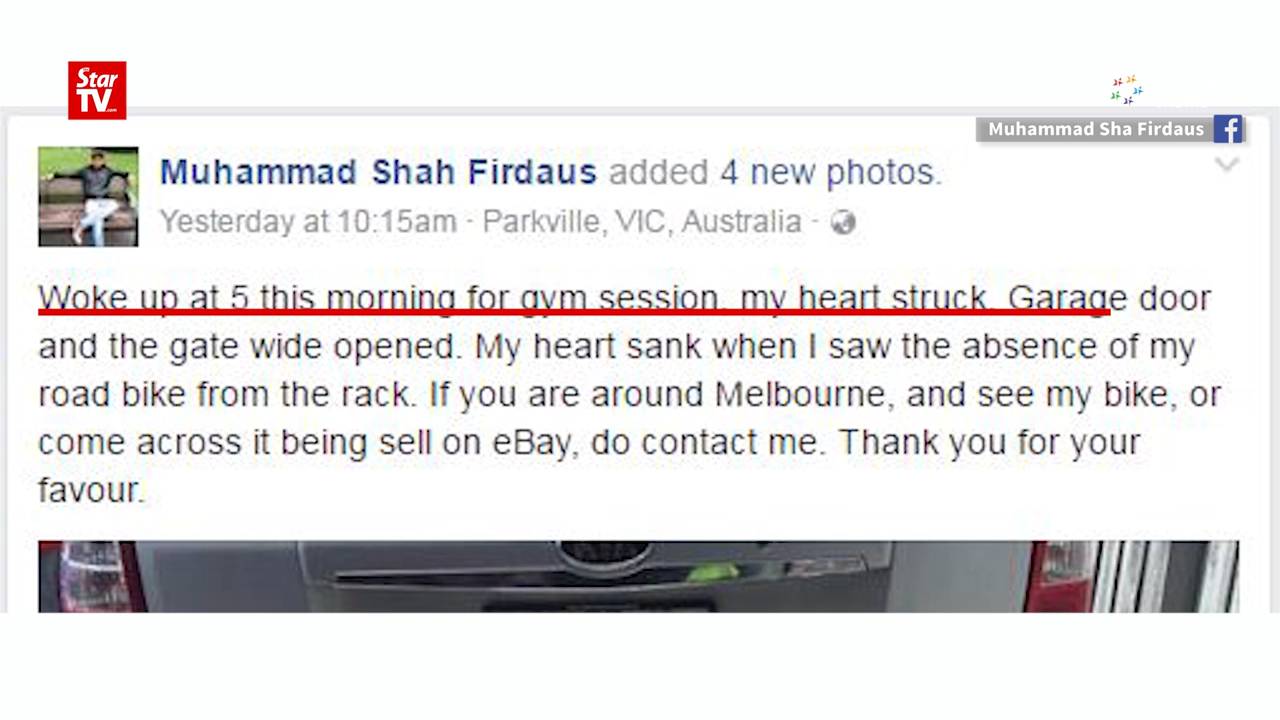 Star
TV.com
Muhammad Sha Firdaus
Muhammad Shah Firdaus added 4 new photos.
Yesterday at 10:15am · Parkville, VIC, Australia ·
Woke up at 5 this morning for gym session, my heart struck. Garage door
and the gate wide opened. My heart sank when I saw the absence of my
road bike from the rack. If you are around Melbourne, and see my bike, or
come across it being sell on eBay, do contact me. Thank you for your
favour.